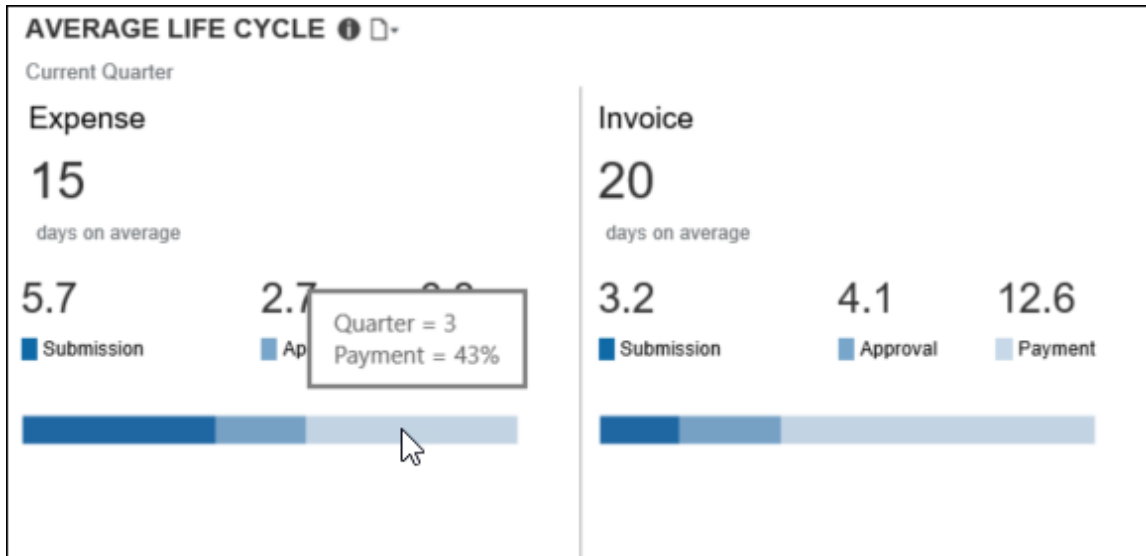 AVERAGE LIFE CYCLE
Current Quarter
Expense
15
days on average
5.7 2.7
Submission Ap
Quarter = 3
Payment = 43%
Invoice
20
days on average
3.2 4.1 12.6
Submission Approval Payment